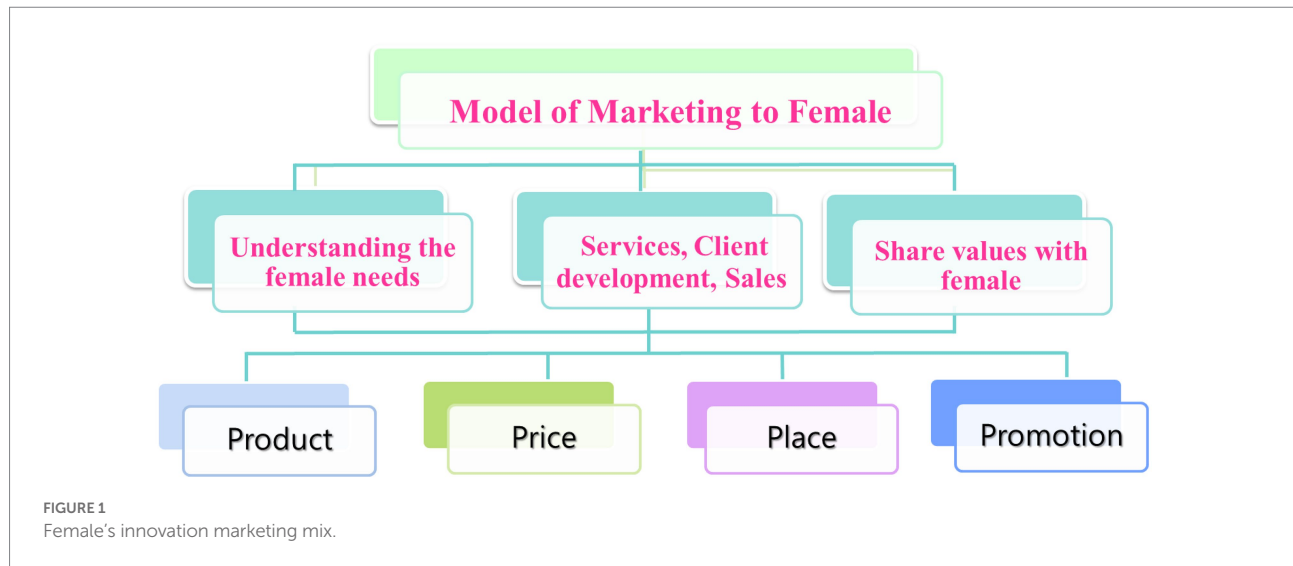 Model of Marketing to Female
Understanding the
female needs
Services, Client
development, Sales
Share values with
female
Product
Price
Place
Promotion
FIGURE 1
Female's innovation marketing mix.